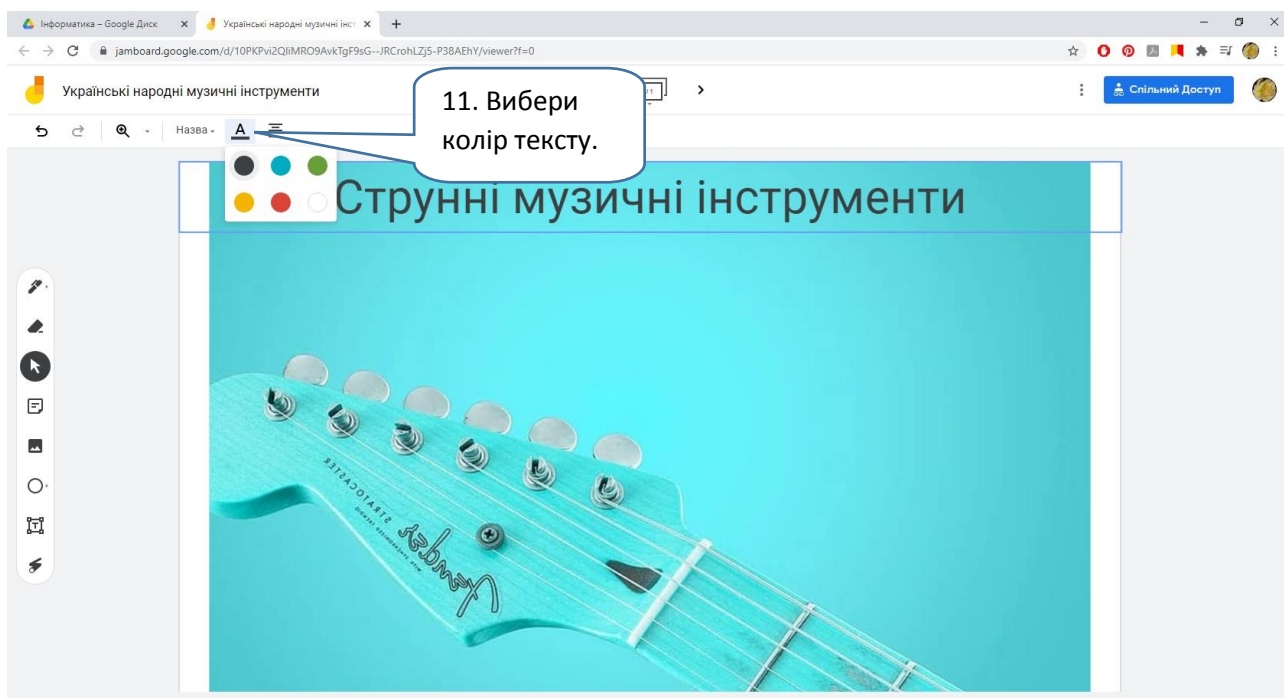 Інформатика – Google Диск
Українські народні музичні інст
jamboard.google.com/d/10PKPvi2QliMRO9AvkTgF9sG--JRCrohLZj5-P38AEhY/viewer?f=0
Українські народні музичні інструменти
Спільний Доступ
11. Вибери
колір тексту.
Назва
A
Струнні музичні інструменти
STRATOCASTER
Fender